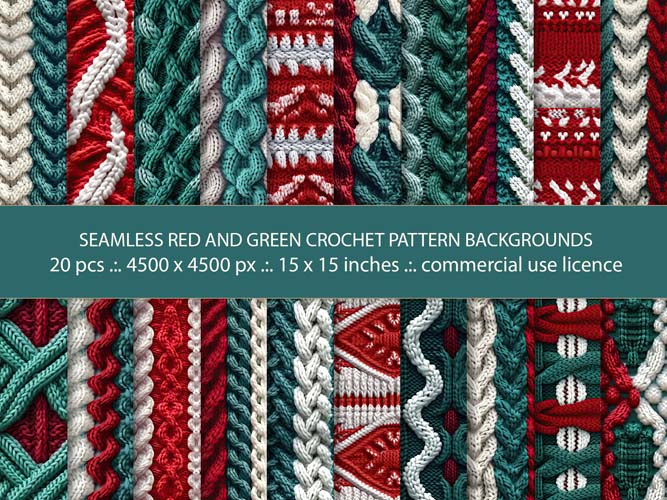 SEAMLESS RED AND GREEN CROCHET PATTERN BACKGROUNDS
20 pcs .:. 4500 x 4500 px .:. 15 x 15 inches .:. commercial use licence